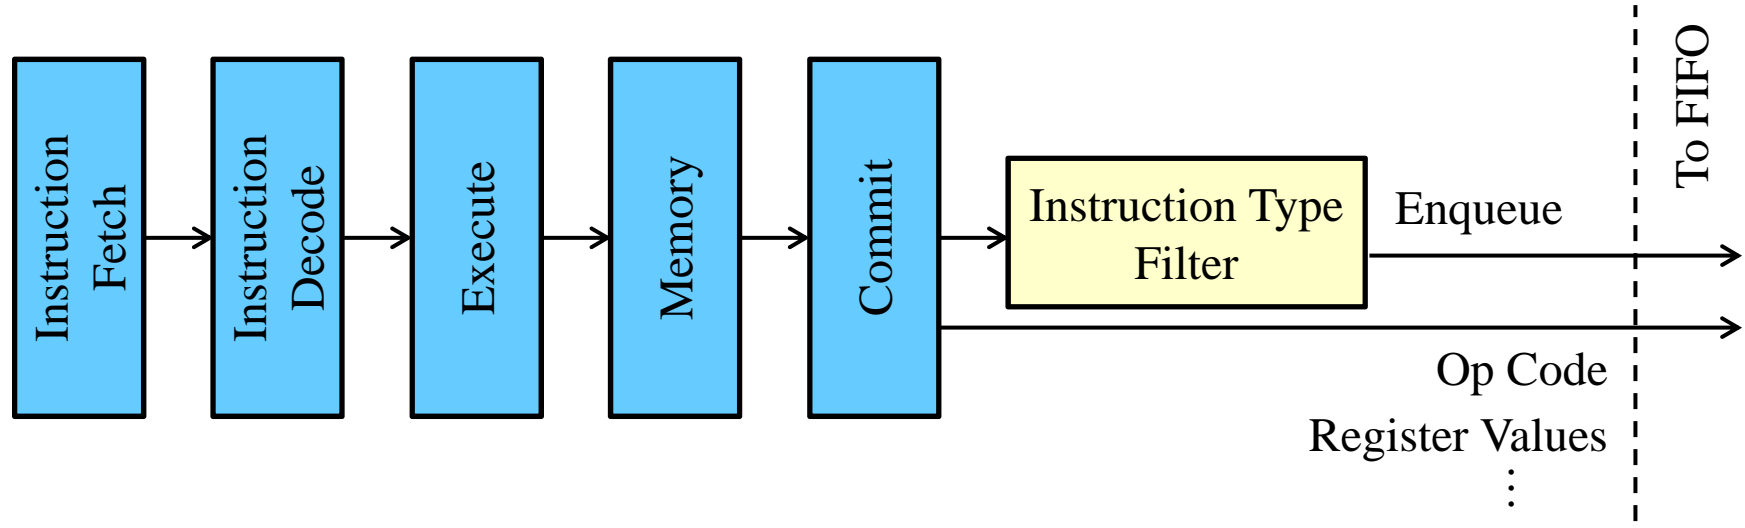 Instruction
Fetch
Instruction
Decode
Execute
Memory
Commit
Instruction Type
Filter
Enqueue
To FIFO
Op Code
Register Values
⋮